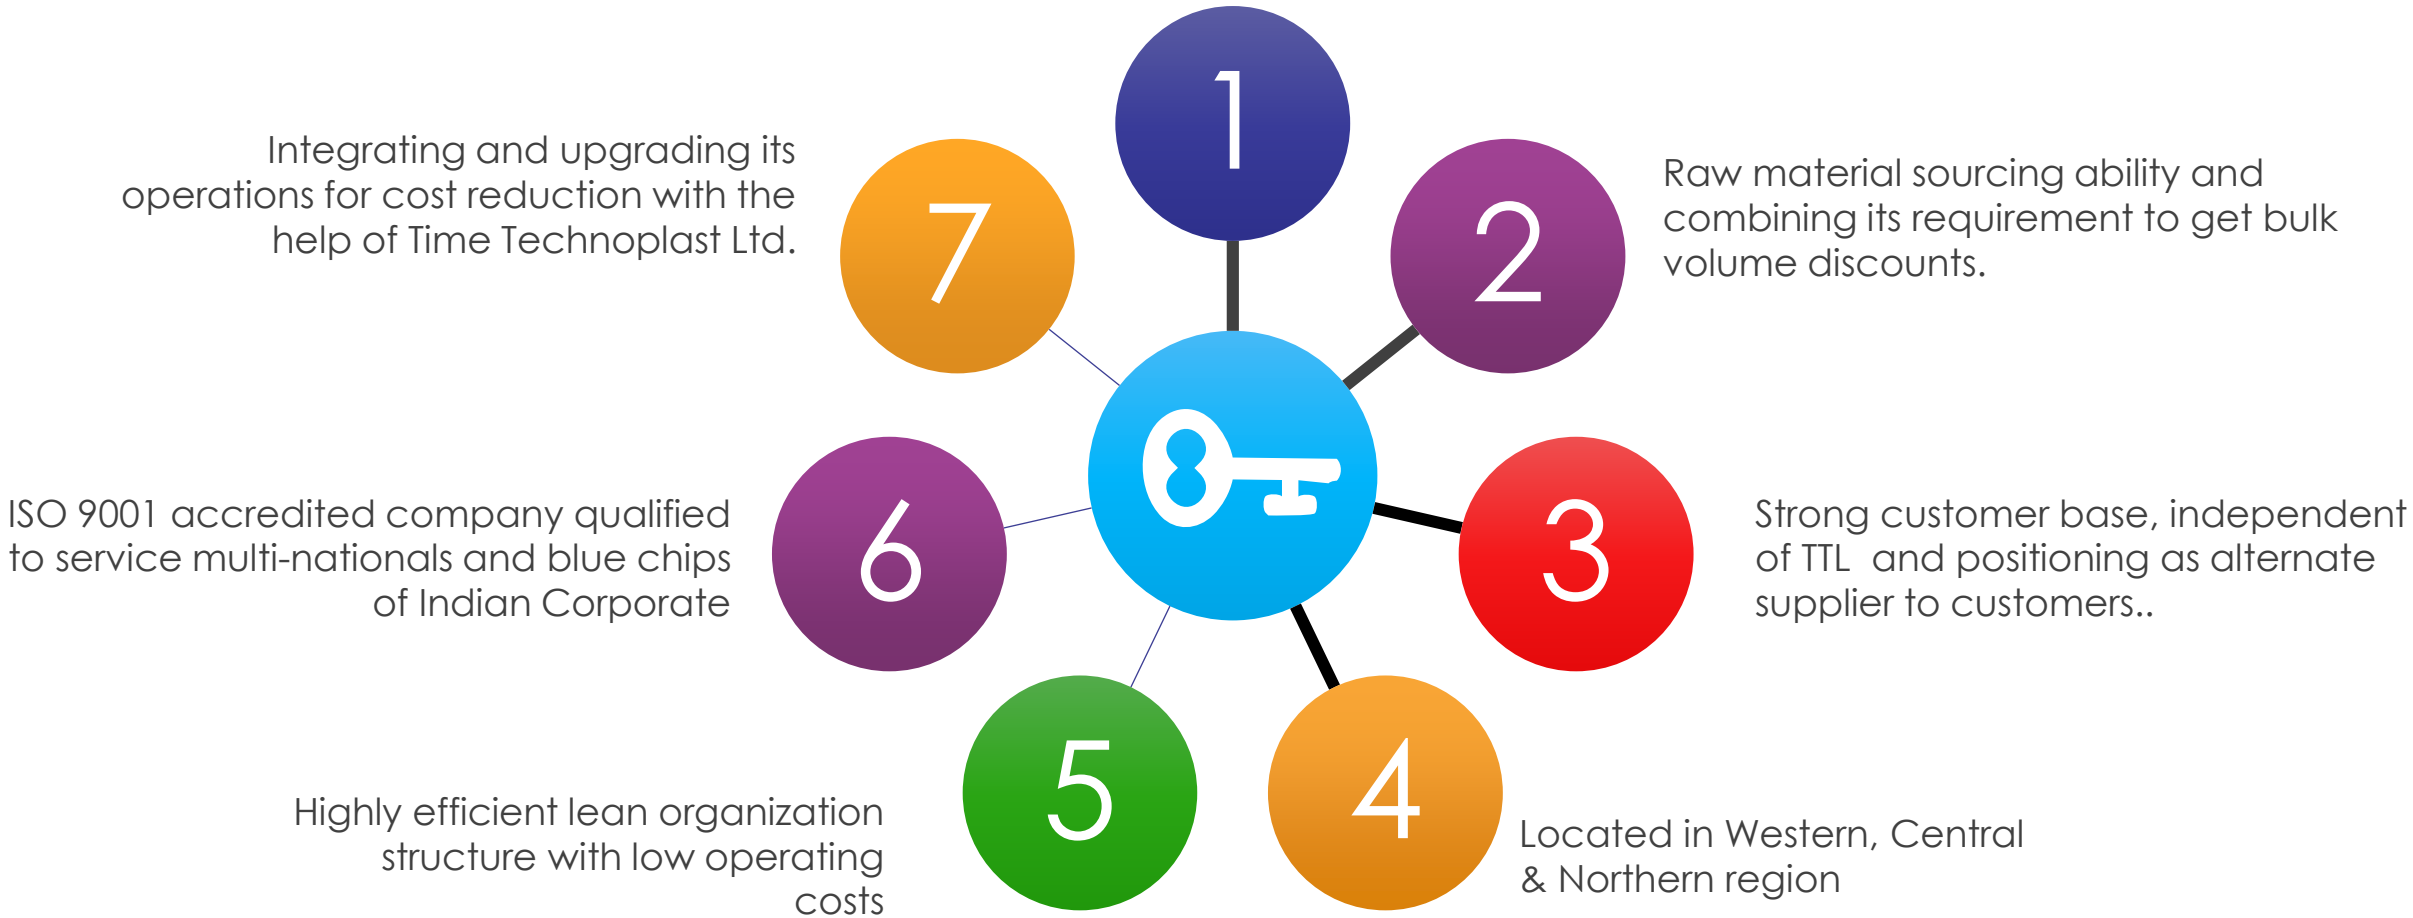 1
2
Raw material sourcing ability and
combining its requirement to get bulk
volume discounts.
3
Strong customer base, independent
of TTL  and positioning as alternate
supplier to customers..
4
Located in Western, Central
& Northern region
5
Highly efficient lean organization
structure with low operating
costs
6
ISO 9001 accredited company qualified
to service multi-nationals and blue chips
of Indian Corporate
7
Integrating and upgrading its
operations for cost reduction with the
help of Time Technoplast Ltd.